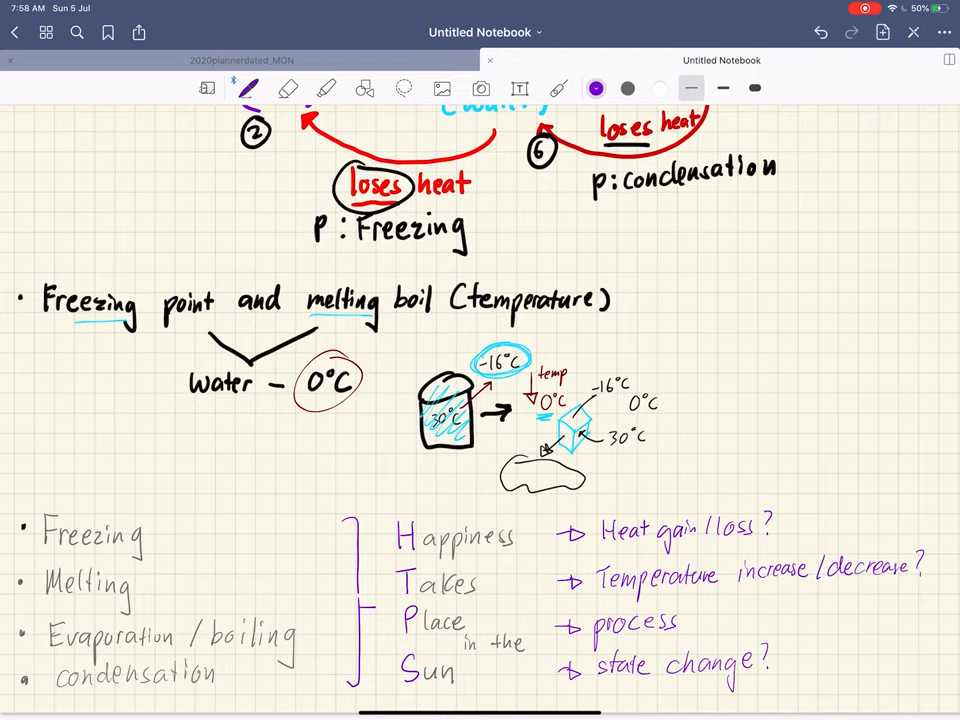 7:58 AM Sun 5 Jul
50%
Untitled Notebook
2020plannerdated_MON
Untitled Notebook
2
loses heat
6
loses heat
p: condensation
p: Freezing
• Freezing point and melting boil (temperature)
water - 0°C
-16°C
temp
0°C
30°C
-16°C
0°C
30°C
• Freezing
• Melting
• Evaporation / boiling
• condensation
Happiness → Heat gain/loss?
Takes → Temperature increase/decrease?
Place → process
in the
Sun → state change?